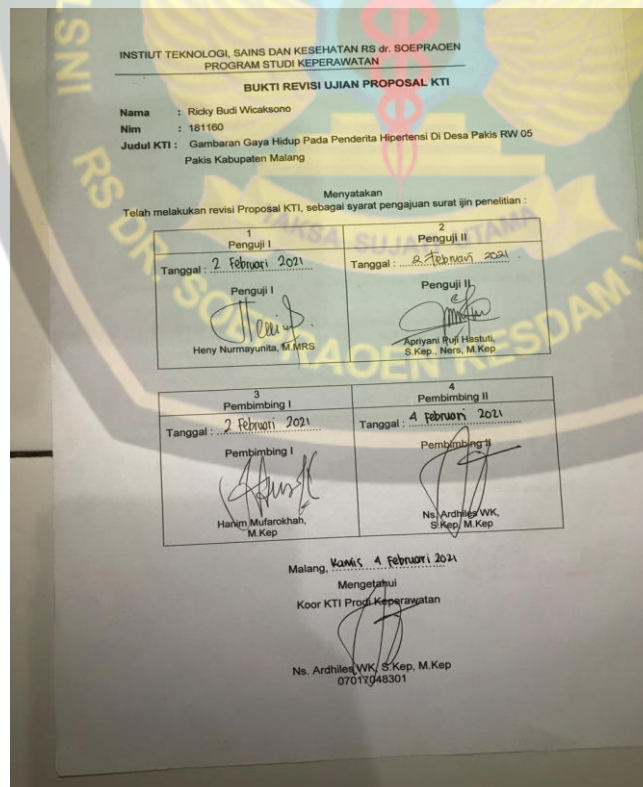 INSTIUT TEKNOLOGI, SAINS DAN KESEHATAN RS dr. SOEPRAOEN
PROGRAM STUDI KEPERAWATAN
BUKTI REVISI UJIAN PROPOSAL KTI
Nama : Ricky Budi Wicaksono
Nim : 181160
Judul KTI : Gambaran Gaya Hidup Pada Penderita Hipertensi Di Desa Pakis RW 05
Pakis Kabupaten Malang
Menyatakan
Telah melakukan revisi Proposal KTI, sebagai syarat pengajuan surat ijin penelitian :
1
Penguji I
Tanggal : 2 Februari 2021
Penguji I
Heny Nurmayunita, M.MRS
2
Penguji II
Tanggal : 2 Februari 2021
Penguji II
Apriyani Puji Hastuti,
S.Kep., Ners, M.Kep
3
Pembimbing I
Tanggal : 2 Februari 2021
Pembimbing I
Hanim Mufarokhah,
M.Kep
4
Pembimbing II
Tanggal : 4 Februari 2021
Pembimbing II
Ns. Ardhiles WK,
S.Kep, M.Kep
Malang, Kamis 4 Februari 2021
Mengetahui
Koor KTI Prodi Keperawatan
Ns. Ardhiles WK, S.Kep, M.Kep
07017048301
RS DR. SOEPRAOEN KESDAM V